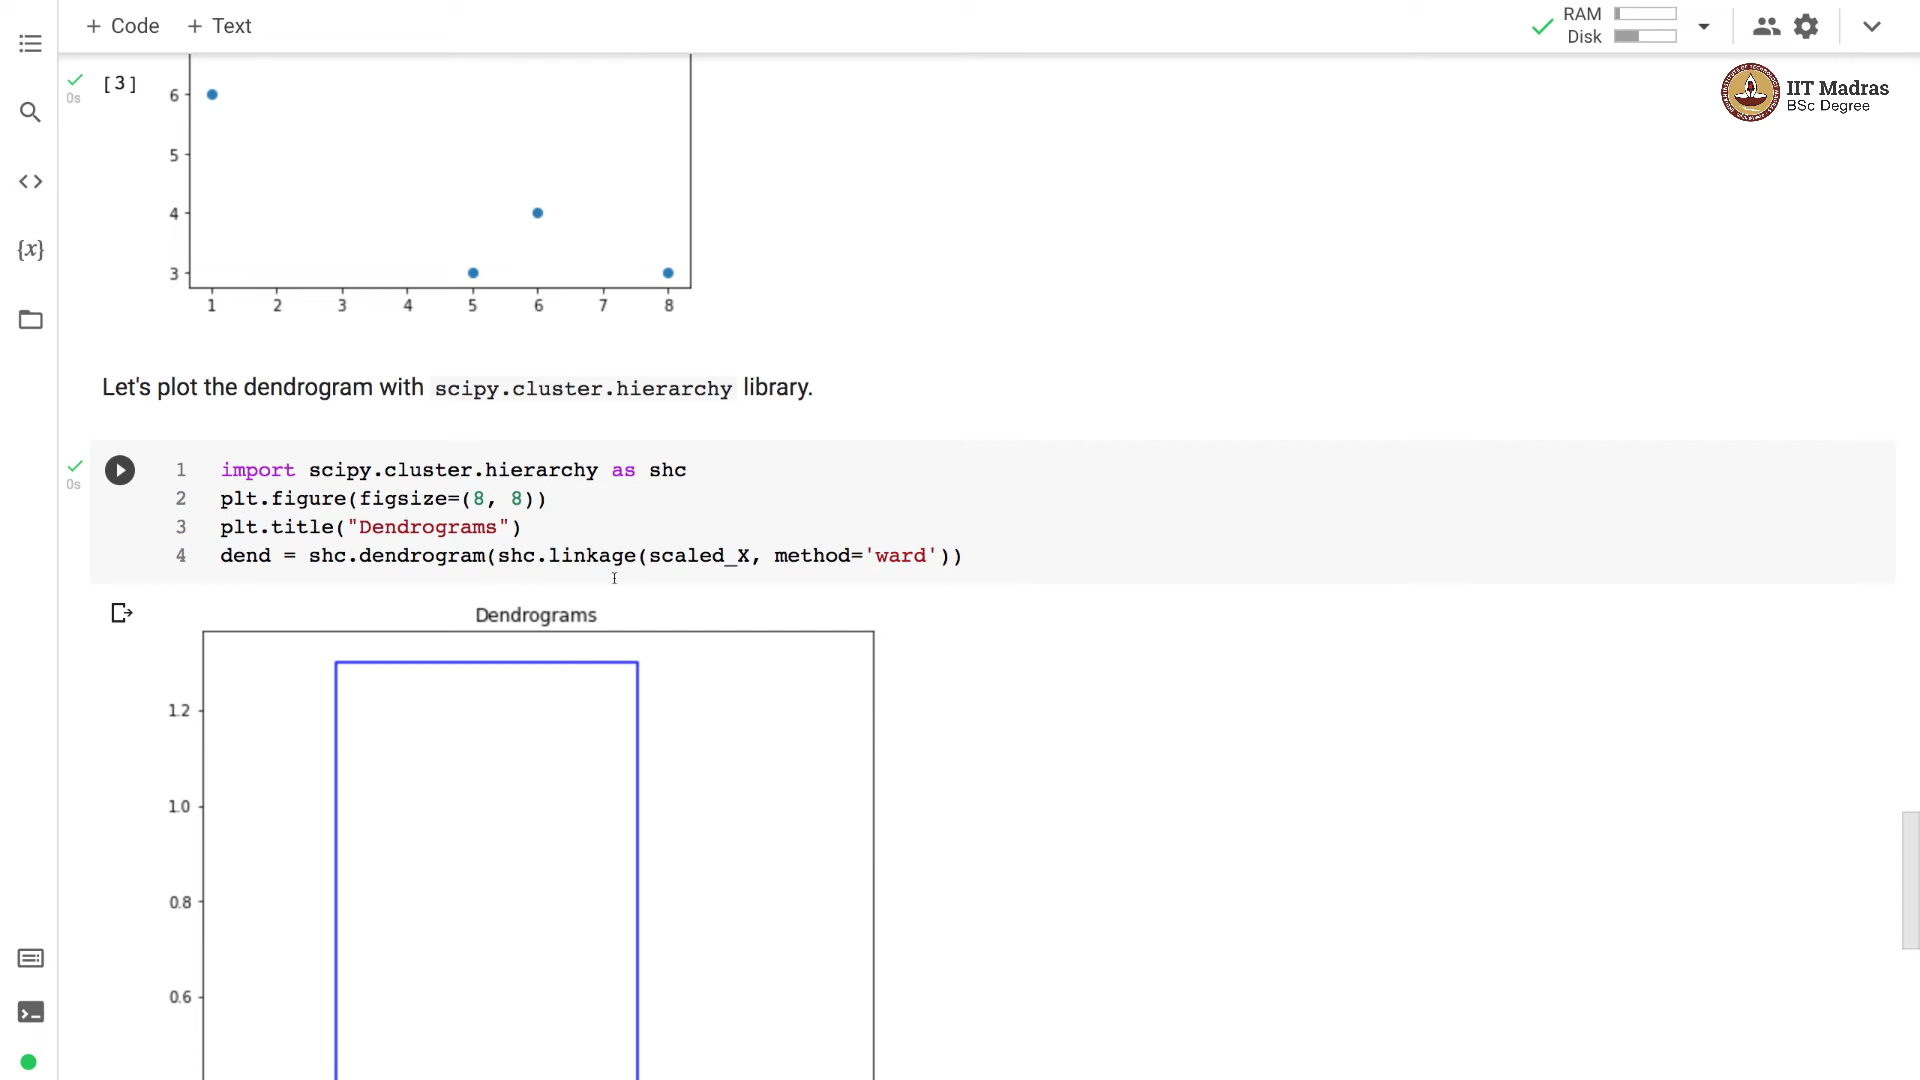 + Code + Text
RAM
Disk
IIT Madras
BSc Degree
0s
[3]
6
5
4
3
1 2 3 4 5 6 7 8
{x}
Let's plot the dendrogram with scipy.cluster.hierarchy library.
0s
1 import scipy.cluster.hierarchy as shc
2 plt.figure(figsize=(8, 8))
3 plt.title("Dendrograms")
4 dend = shc.dendrogram(shc.linkage(scaled_X, method='ward'))
Dendrograms
1.2
1.0
0.8
0.6